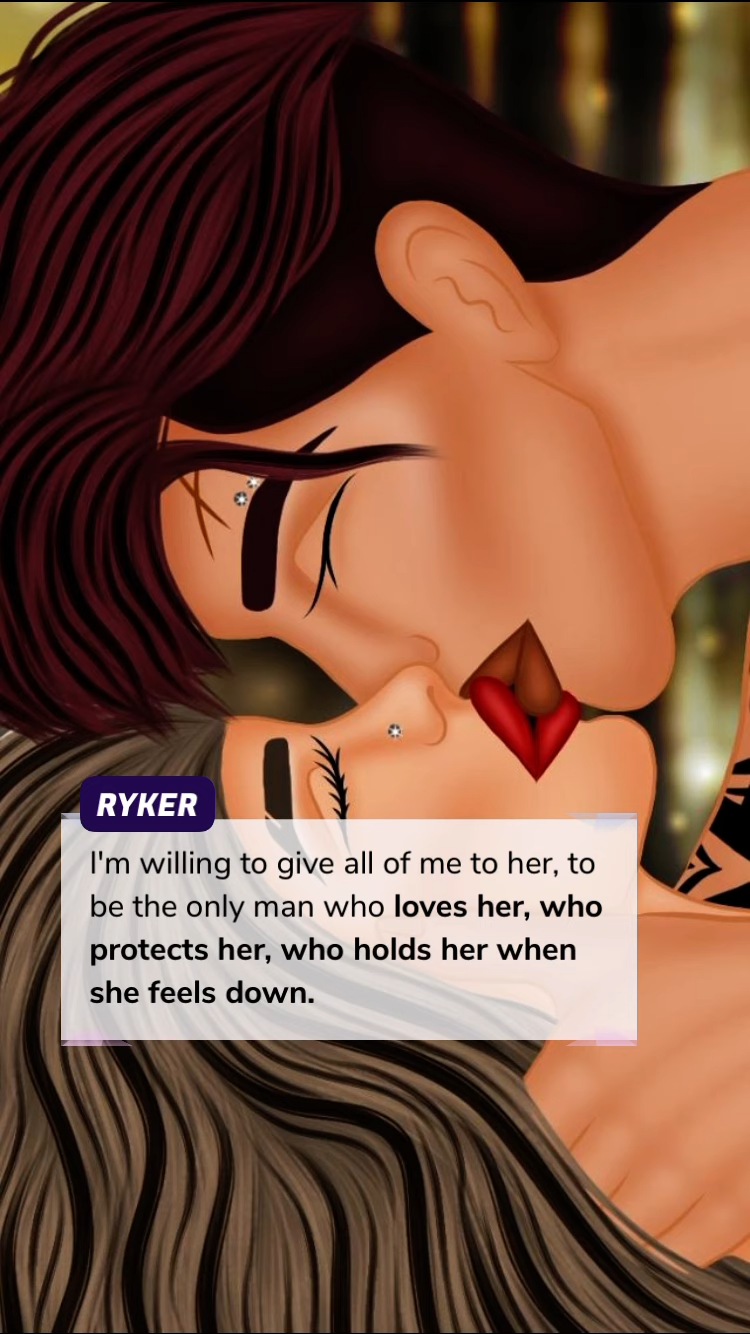 RYKER
I'm willing to give all of me to her, to
be the only man who loves her, who
protects her, who holds her when
she feels down.